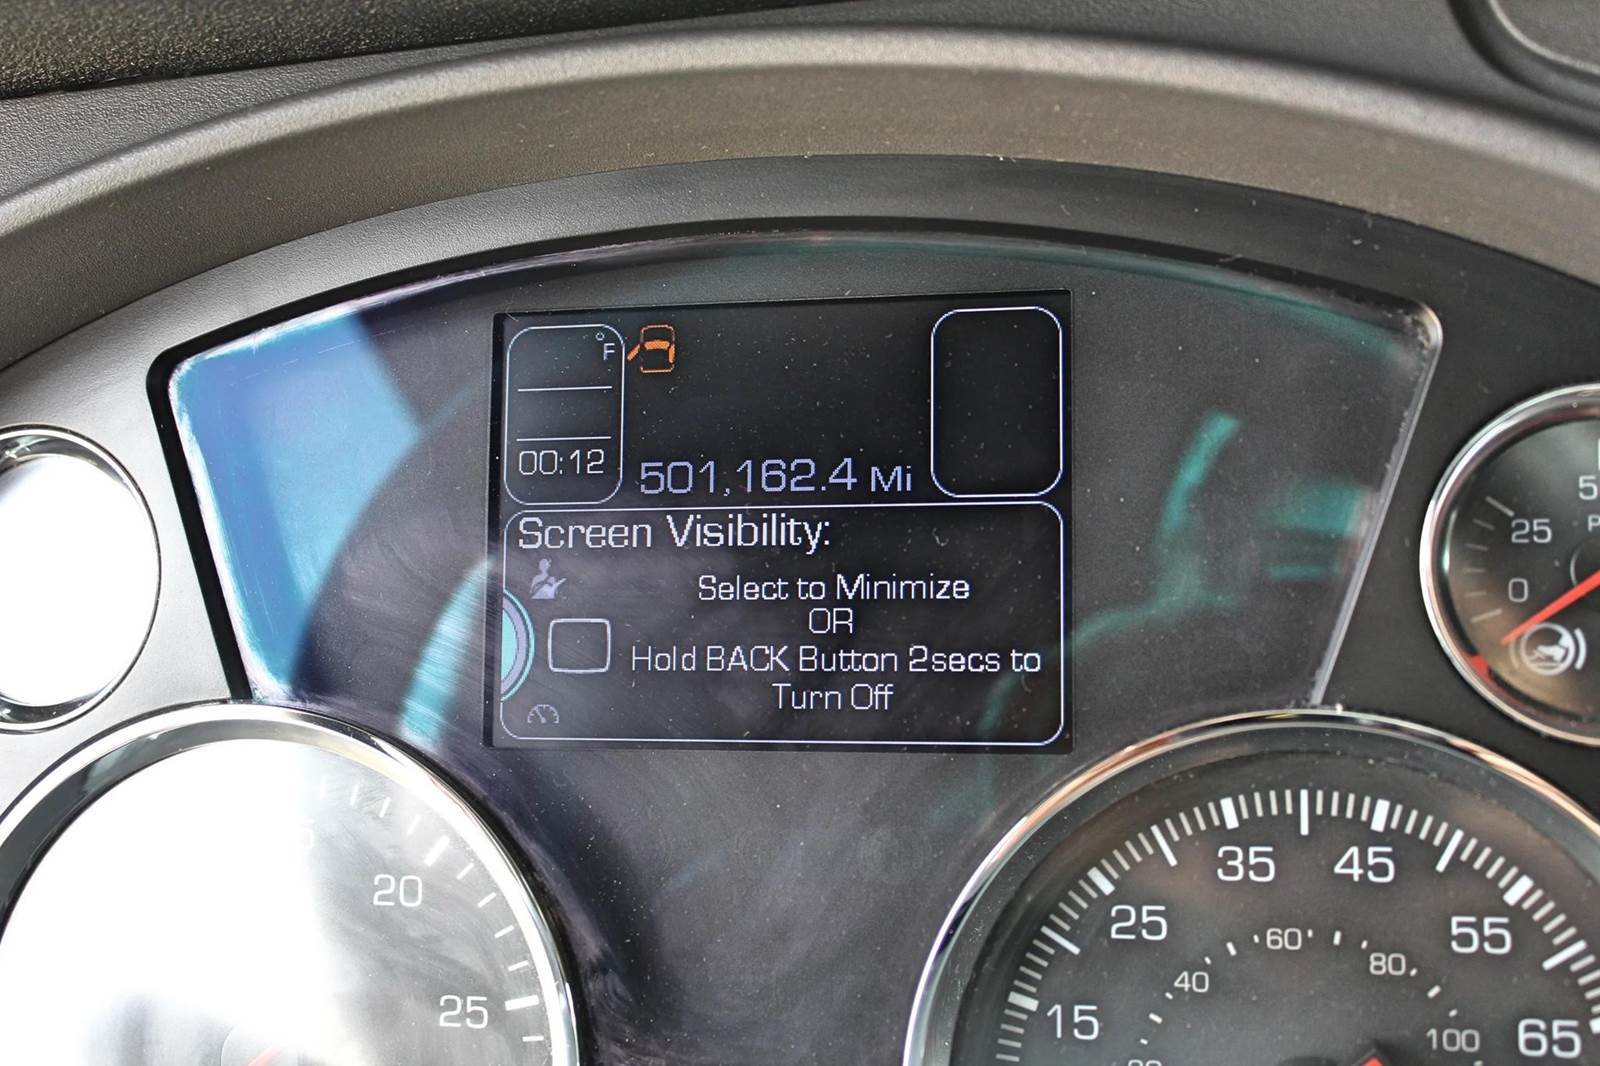 °F
00:12
501,162.4 Mi
Screen Visibility:
Select to Minimize
OR
Hold BACK Button 2secs to
Turn Off
20
25
15
25
35
45
55
65
40
60
80
100
25
0